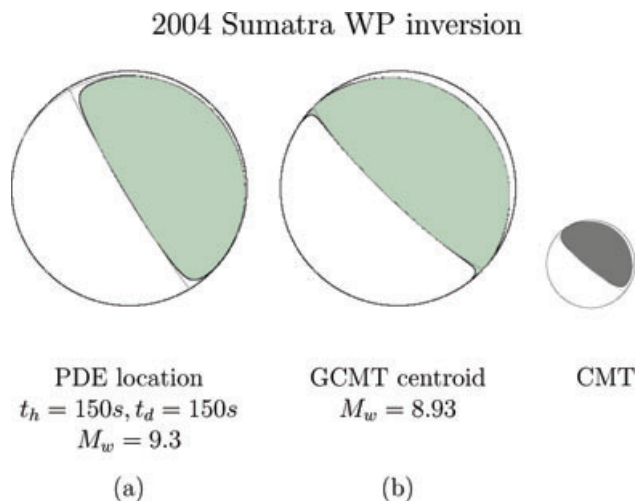 2004 Sumatra WP inversion
PDE location
t_h = 150s, t_d = 150s
M_w = 9.3
(a)
GCMT centroid
M_w = 8.93
(b)
CMT